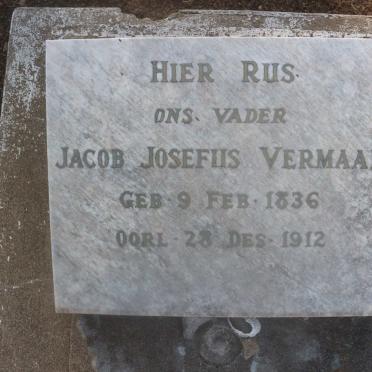 HIER RUS
ONS VADER
JACOB JOSEFUS VERMAA
GEB· 9 FEB· 1836
OORL· 28 DES· 1912